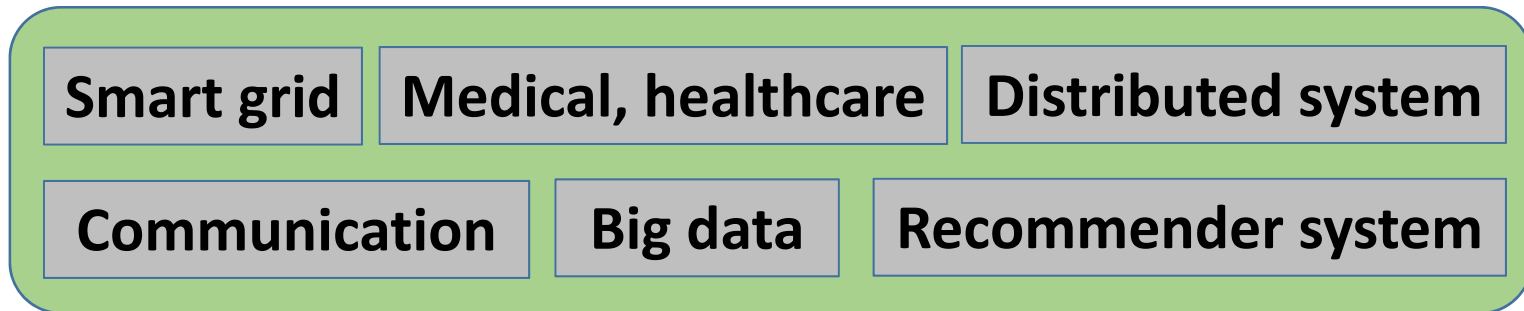 Smart grid
Medical, healthcare
Distributed system
Communication
Big data
Recommender system